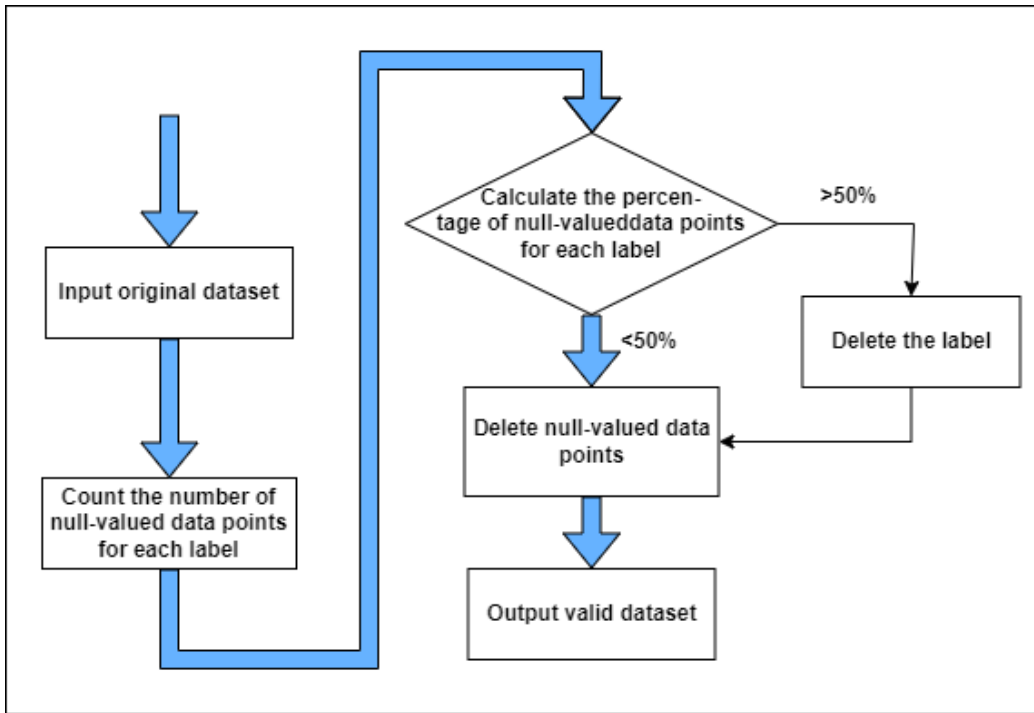 Input original dataset
Count the number of
null-valued data points
for each label
Calculate the percen-
tage of null-valueddata points
for each label
>50%
Delete the label
<50%
Delete null-valued data
points
Output valid dataset